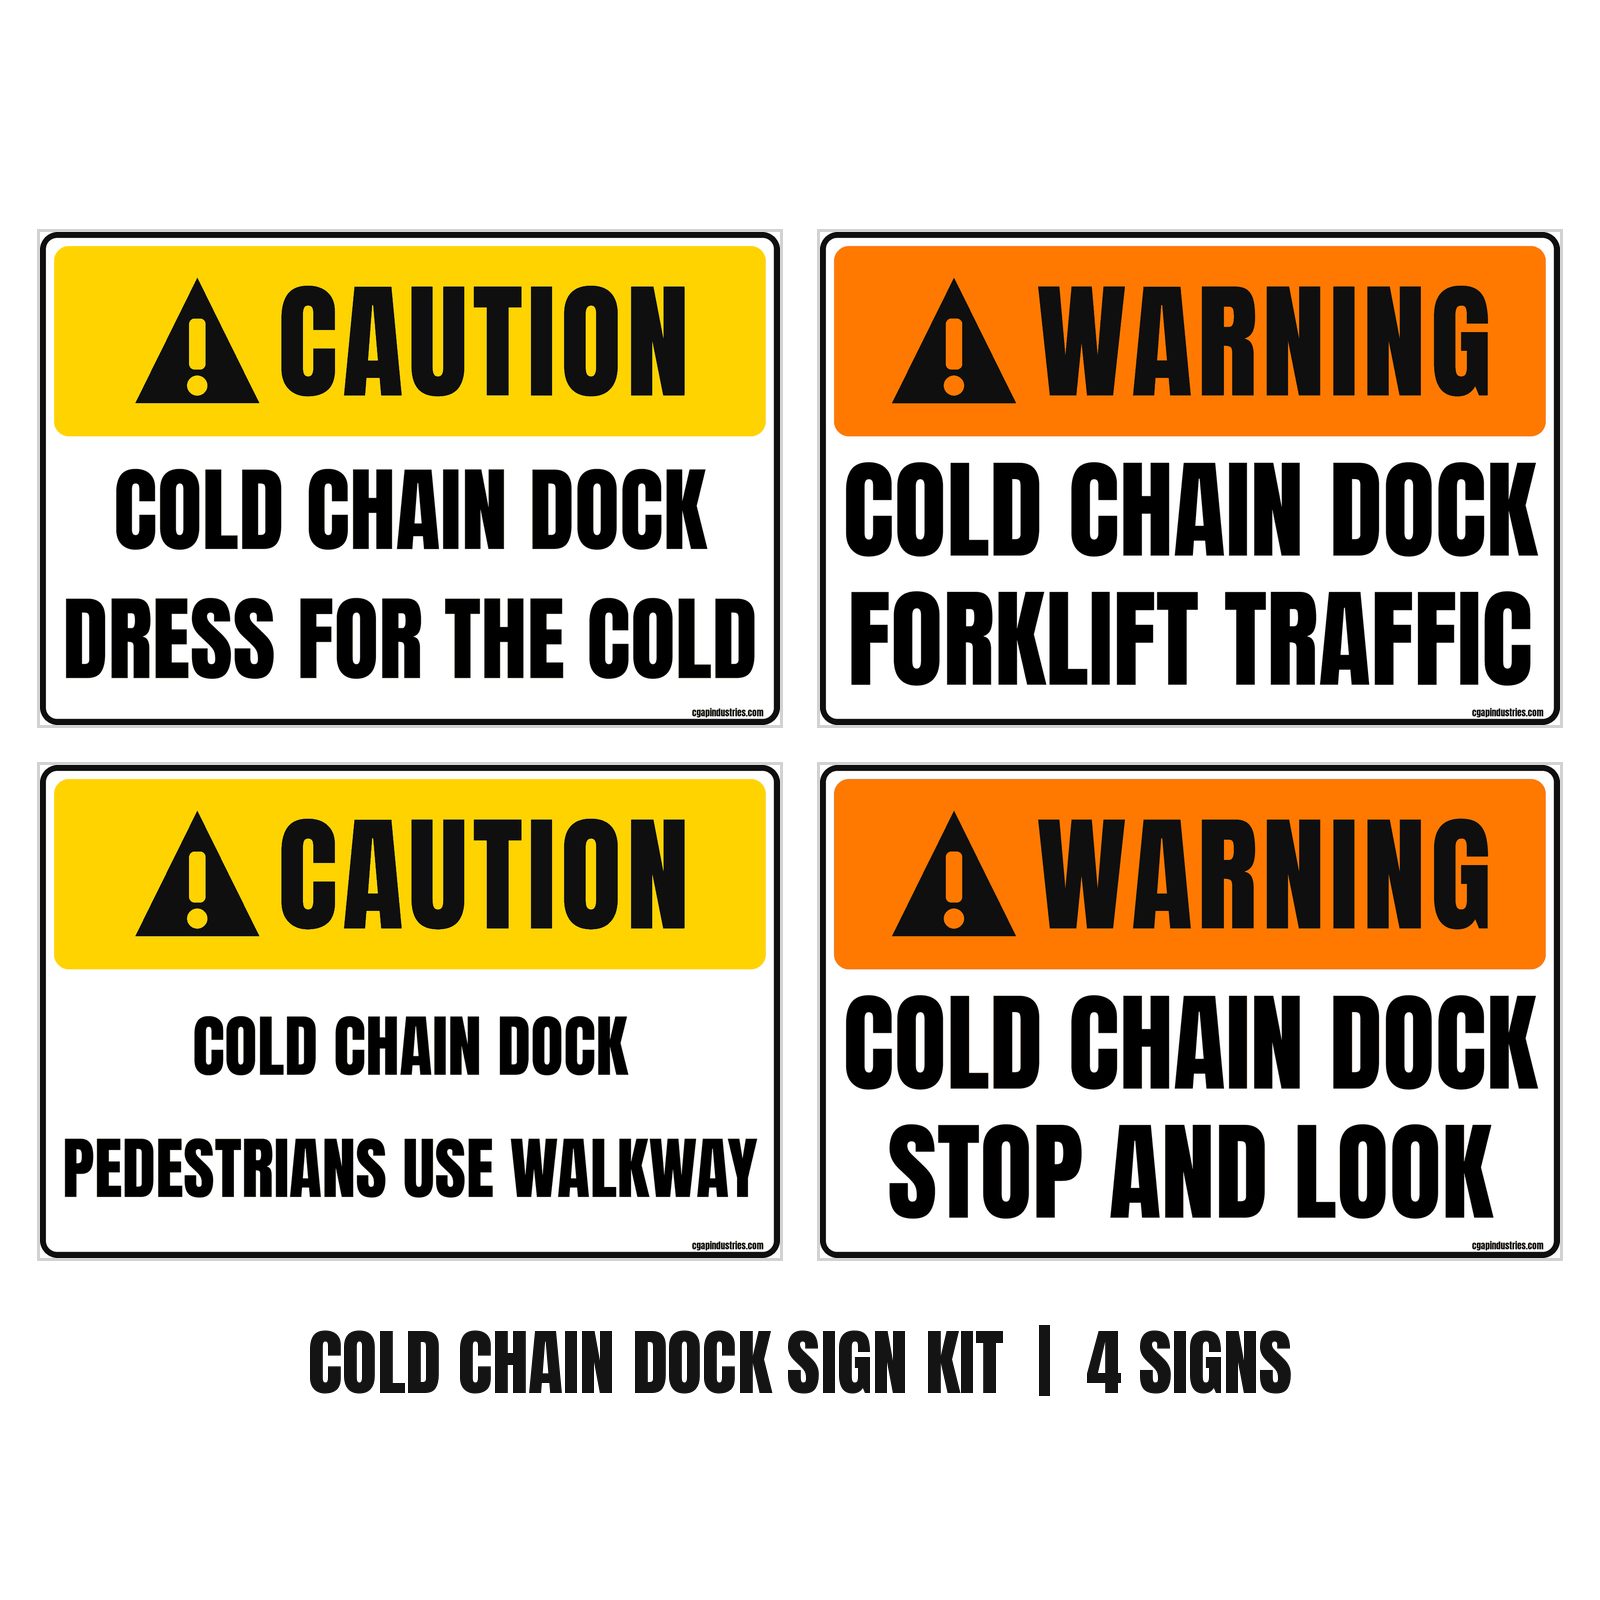 CAUTION
COLD CHAIN DOCK
DRESS FOR THE COLD
cgapindustries.com
WARNING
COLD CHAIN DOCK
FORKLIFT TRAFFIC
cgapindustries.com
CAUTION
COLD CHAIN DOCK
PEDESTRIANS USE WALKWAY
cgapindustries.com
WARNING
COLD CHAIN DOCK
STOP AND LOOK
cgapindustries.com
COLD CHAIN DOCK SIGN KIT | 4 SIGNS